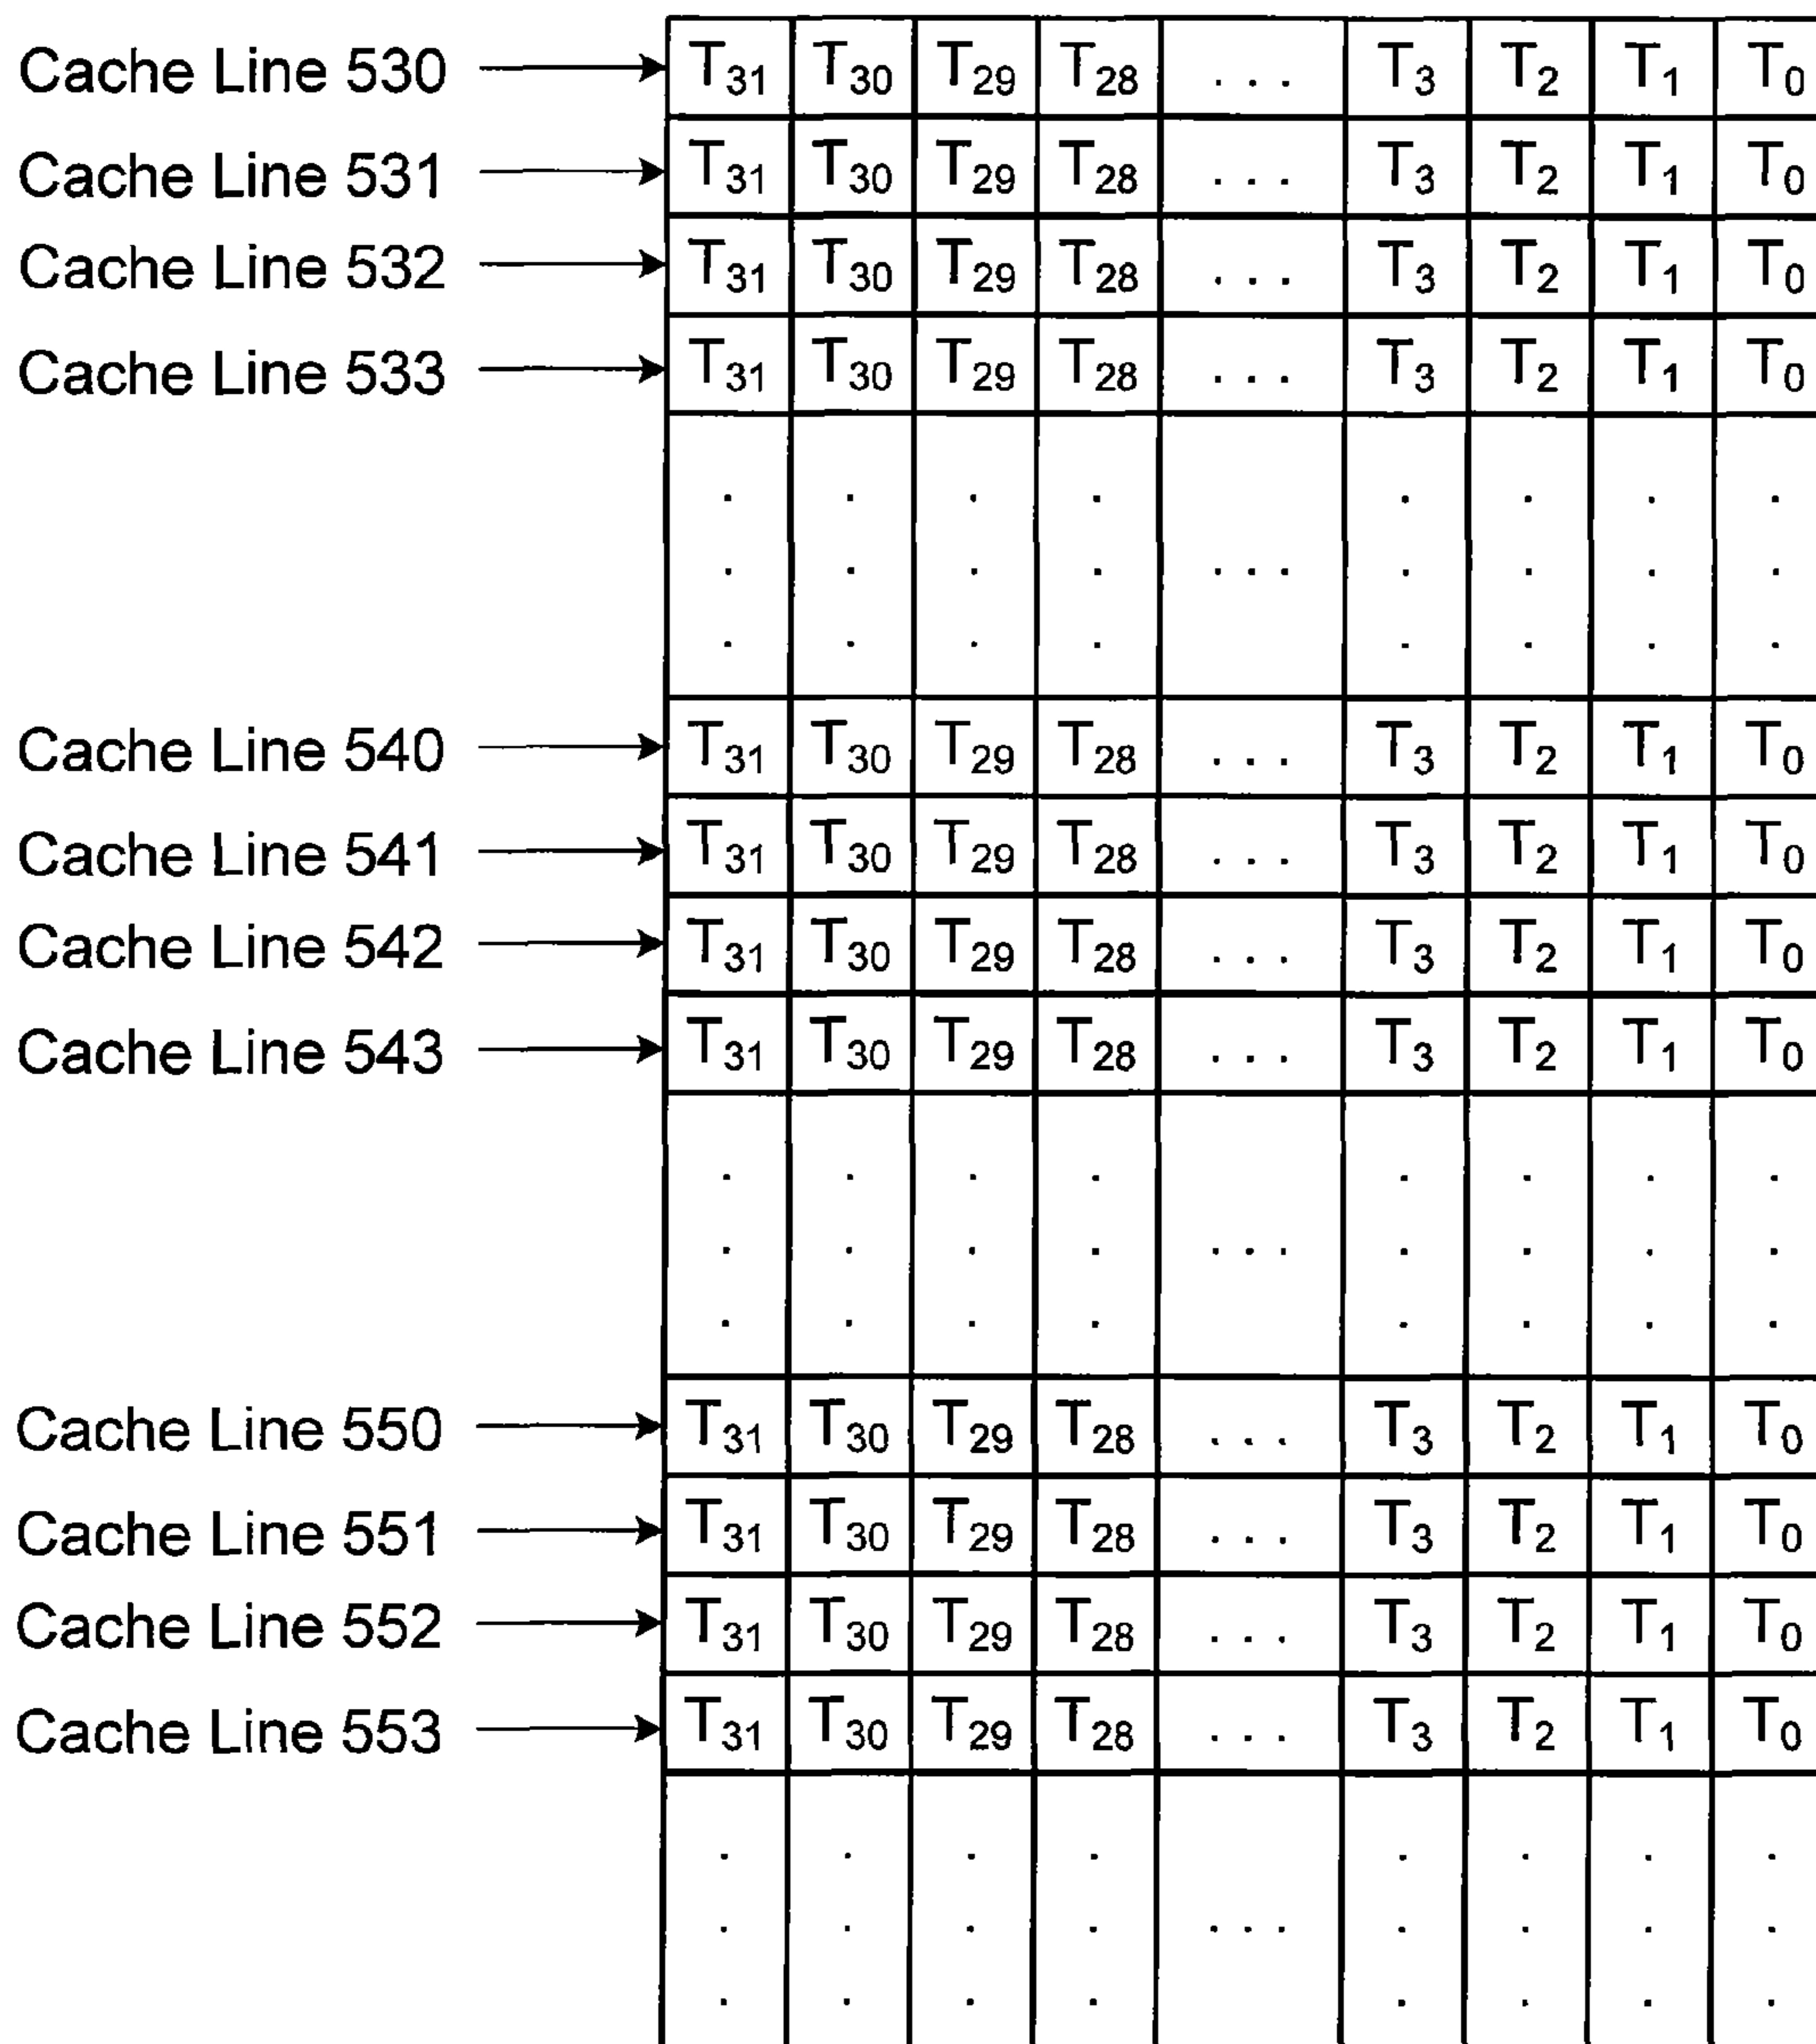 Cache Line 530 T31 T30 T29 T28 ... T3 T2 T1 T0
Cache Line 531 T31 T30 T29 T28 ... T3 T2 T1 T0
Cache Line 532 T31 T30 T29 T28 ... T3 T2 T1 T0
Cache Line 533 T31 T30 T29 T28 ... T3 T2 T1 T0
. . . . . . . .
. . . . ... . . . .
. . . . . . . .
Cache Line 540 T31 T30 T29 T28 ... T3 T2 T1 T0
Cache Line 541 T31 T30 T29 T28 ... T3 T2 T1 T0
Cache Line 542 T31 T30 T29 T28 ... T3 T2 T1 T0
Cache Line 543 T31 T30 T29 T28 ... T3 T2 T1 T0
. . . . . . . .
. . . . ... . . . .
. . . . . . . .
Cache Line 550 T31 T30 T29 T28 ... T3 T2 T1 T0
Cache Line 551 T31 T30 T29 T28 ... T3 T2 T1 T0
Cache Line 552 T31 T30 T29 T28 ... T3 T2 T1 T0
Cache Line 553 T31 T30 T29 T28 ... T3 T2 T1 T0
. . . . . . . .
. . . . ... . . . .
. . . . . . . .